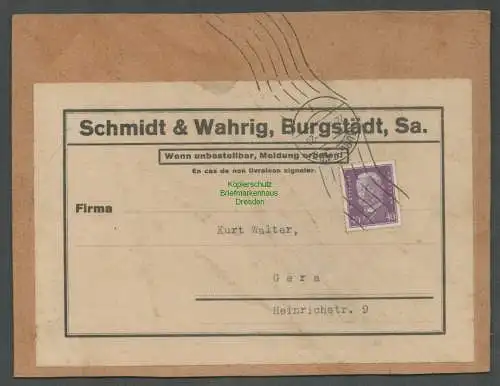 Schmidt & Wahrig, Burgstädt, Sa.
Wenn unbestellbar, Meldung erbeten!
En cas de non livraison signaler.
Kopierschutz
Briefmarkenhaus
Dresden
Firma
Kurt Walter,
Gera
Heinrichstr. 9